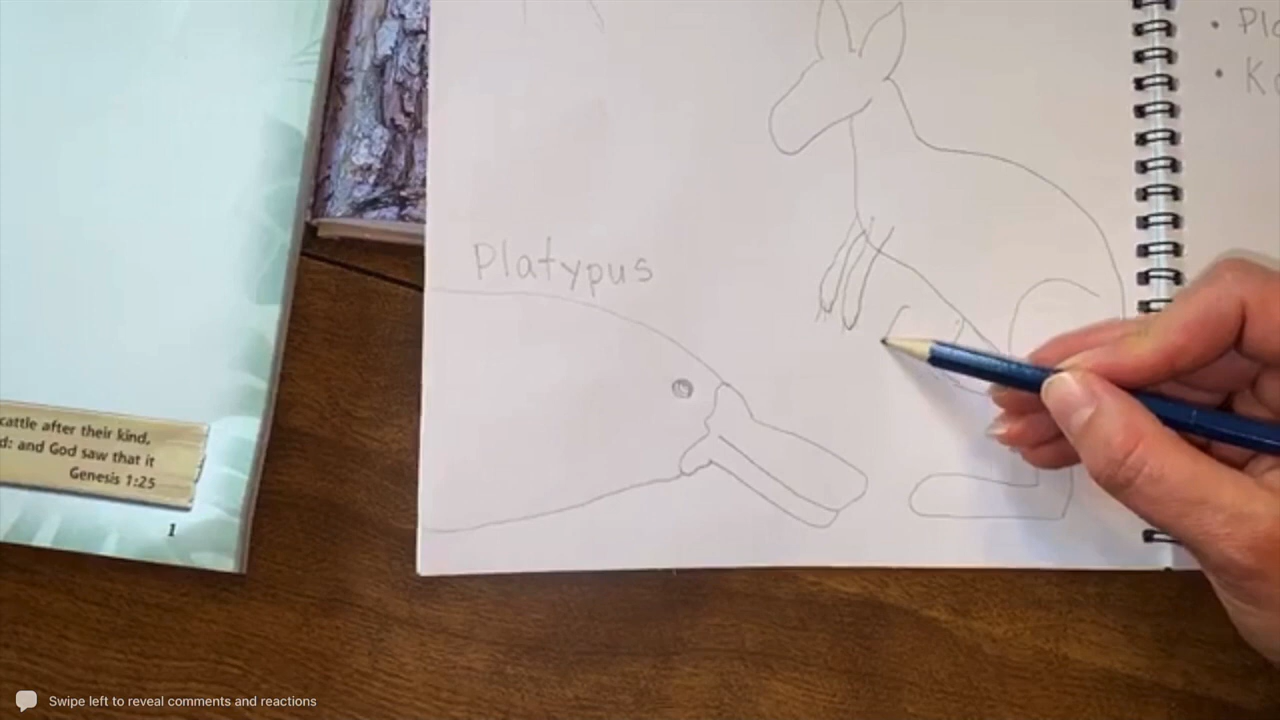 Platypus
cattle after their kind,
and God saw that it
Genesis 1:25
1
Swipe left to reveal comments and reactions